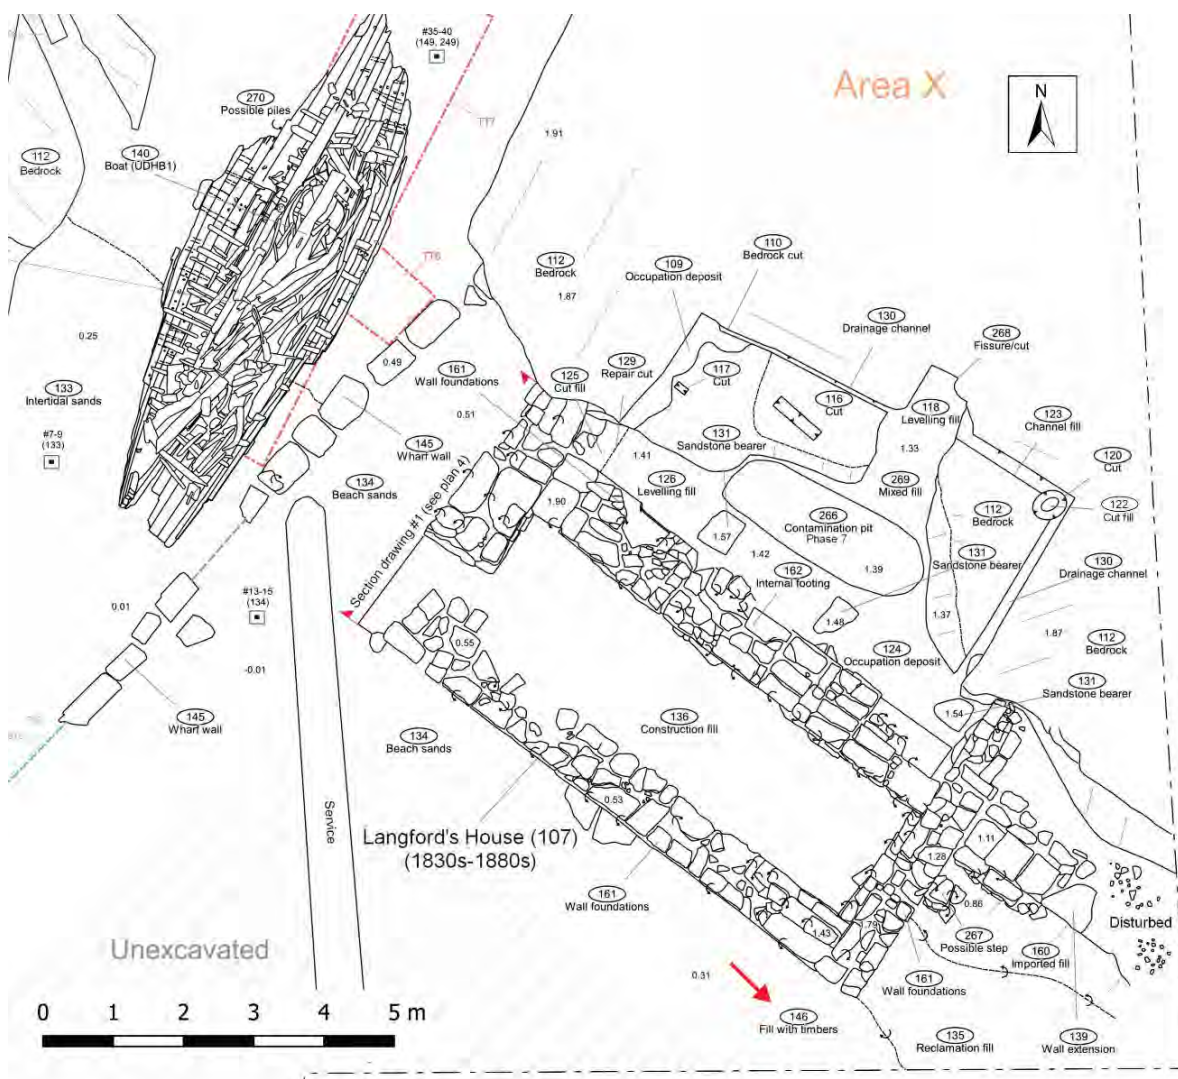 #35-40
(149, 249)
Area X
N
270
Possible piles
TT7
1.91
112
Bedrock
140
Boat (UDHB1)
TT6
110
Bedrock cut
109
Occupation deposit
112
Bedrock
1.87
130
Drainage channel
268
Fissure/cut
0.25
0.49
161
Wall foundations
125
Cut fill
129
Repair cut
117
Cut
116
Cut
118
Levelling fill
123
Channel fill
133
Intertidal sands
0.51
131
Sandstone bearer
1.33
120
Cut
#7-9
(133)
145
Wharf wall
1.41
126
Levelling fill
269
Mixed fill
134
Beach sands
1.90
266
Contamination pit
Phase 7
112
Bedrock
122
Cut fill
Section drawing #1 (see plan 4)
1.57
1.42
1.39
162
Internal footing
131
Sandstone bearer
130
Drainage channel
#13-15
(134)
0.01
1.48
1.37
1.87
0.55
124
Occupation deposit
112
Bedrock
-0.01
131
Sandstone bearer
145
Wharf wall
134
Beach sands
136
Construction fill
1.54
0.53
Service
Langford's House (107)
(1830s-1880s)
1.11
1.28
161
Wall foundations
0.86
Disturbed
1.43
.79
267
Possible step
160
Imported fill
Unexcavated
0.31
161
Wall foundations
0 1 2 3 4 5 m
146
Fill with timbers
135
Reclamation fill
139
Wall extension